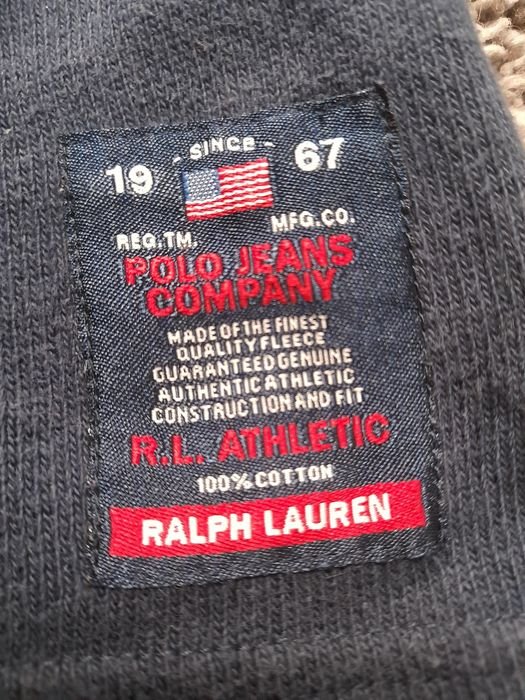 - SINCE -
19 67
REG.TM. MFG.CO.
POLO JEANS
COMPANY
MADE OF THE FINEST
QUALITY FLEECE
GUARANTEED GENUINE
AUTHENTIC ATHLETIC
CONSTRUCTION AND FIT
R.L. ATHLETIC
100% COTTON
RALPH LAUREN